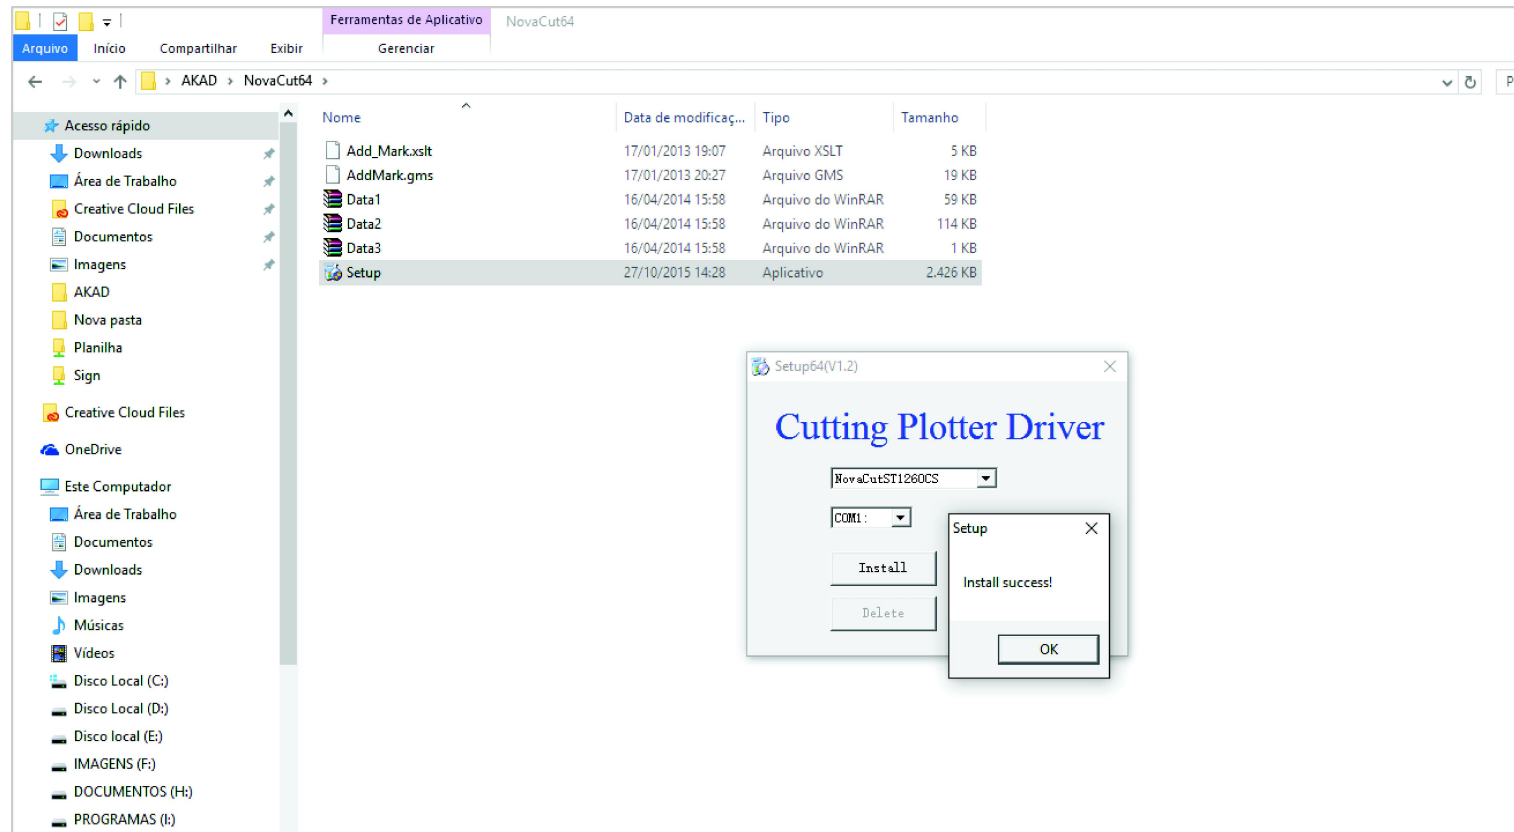 Ferramentas de Aplicativo
NovaCut64
Arquivo
Início
Compartilhar
Exibir
Gerenciar
AKAD
NovaCut64
P
Acesso rápido
Downloads
Área de Trabalho
Creative Cloud Files
Documentos
Imagens
AKAD
Nova pasta
Planilha
Sign
Creative Cloud Files
OneDrive
Este Computador
Área de Trabalho
Documentos
Downloads
Imagens
Músicas
Vídeos
Disco Local (C:)
Disco Local (D:)
Disco local (E:)
IMAGENS (F:)
DOCUMENTOS (H:)
PROGRAMAS (I:)
Nome Data de modificaç... Tipo Tamanho
Add_Mark.xslt 17/01/2013 19:07 Arquivo XSLT 5 KB
AddMark.gms 17/01/2013 20:27 Arquivo GMS 19 KB
Data1 16/04/2014 15:58 Arquivo do WinRAR 59 KB
Data2 16/04/2014 15:58 Arquivo do WinRAR 114 KB
Data3 16/04/2014 15:58 Arquivo do WinRAR 1 KB
Setup 27/10/2015 14:28 Aplicativo 2.426 KB
Setup64(V1.2)
Cutting Plotter Driver
NovaCutST1260CS
COM1:
Install
Delete
Setup
Install success!
OK